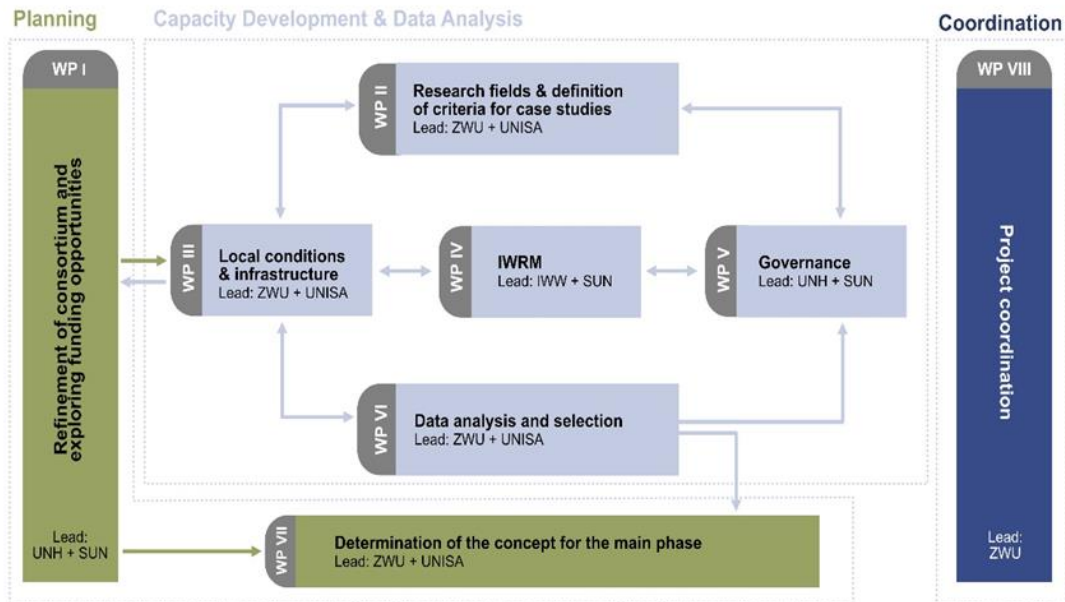 Planning
Capacity Development & Data Analysis
Coordination
WP I
Refinement of consortium and
exploring funding opportunities
Lead:
UNH + SUN
WP II
Research fields & definition
of criteria for case studies
Lead: ZWU + UNISA
WP III
Local conditions
& infrastructure
Lead: ZWU + UNISA
WP IV
IWRM
Lead: IWW + SUN
WP V
Governance
Lead: UNH + SUN
WP VI
Data analysis and selection
Lead: ZWU + UNISA
WP VII
Determination of the concept for the main phase
Lead: ZWU + UNISA
WP VIII
Project coordination
Lead:
ZWU